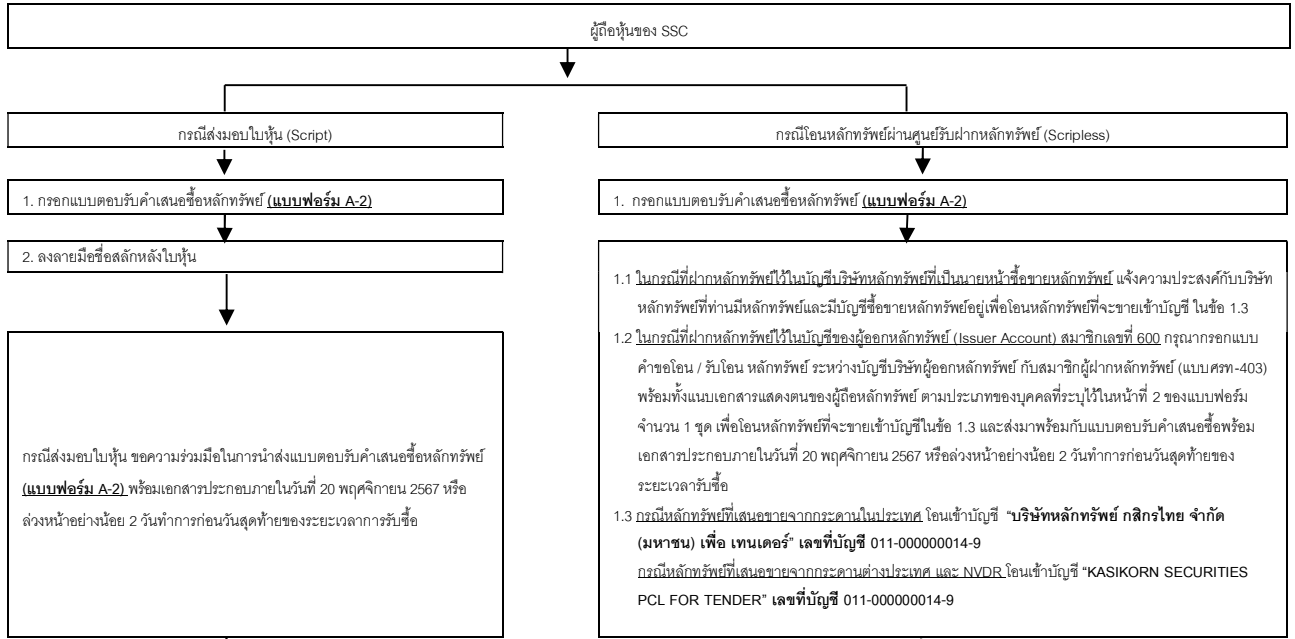 ผู้ถือหุ้นของ SSC
กรณีส่งมอบใบหุ้น (Script)
1. กรอกแบบตอบรับคำเสนอซื้อหลักทรัพย์ (แบบฟอร์ม A-2)
2. ลงลายมือชื่อสลักหลังใบหุ้น
กรณีส่งมอบใบหุ้น ขอความร่วมมือในการนำส่งแบบตอบรับคำเสนอซื้อหลักทรัพย์
(แบบฟอร์ม A-2) พร้อมเอกสารประกอบภายในวันที่ 20 พฤศจิกายน 2567 หรือ
ล่วงหน้าอย่างน้อย 2 วันทำการก่อนวันสุดท้ายของระยะเวลาการรับซื้อ
กรณีโอนหลักทรัพย์ผ่านศูนย์รับฝากหลักทรัพย์ (Scripless)
1. กรอกแบบตอบรับคำเสนอซื้อหลักทรัพย์ (แบบฟอร์ม A-2)
1.1 ในกรณีที่ฝากหลักทรัพย์ไว้ในบัญชีบริษัทหลักทรัพย์ที่เป็นนายหน้าซื้อขายหลักทรัพย์ แจ้งความประสงค์กับบริษัท
หลักทรัพย์ที่ท่านมีหลักทรัพย์และมีบัญชีซื้อขายหลักทรัพย์อยู่เพื่อโอนหลักทรัพย์ที่จะขายเข้าบัญชี ในข้อ 1.3
1.2 ในกรณีที่ฝากหลักทรัพย์ไว้ในบัญชีของผู้ออกหลักทรัพย์ (Issuer Account) สมาชิกเลขที่ 600 กรุณากรอกแบบ
คำขอโอน / รับโอน หลักทรัพย์ ระหว่างบัญชีบริษัทผู้ออกหลักทรัพย์ กับสมาชิกผู้ฝากหลักทรัพย์ (แบบศรท-403)
พร้อมทั้งแนบเอกสารแสดงตนของผู้ถือหลักทรัพย์ ตามประเภทของบุคคลที่ระบุไว้ในหน้าที่ 2 ของแบบฟอร์ม
จำนวน 1 ชุด เพื่อโอนหลักทรัพย์ที่จะขายเข้าบัญชีในข้อ 1.3 และส่งมาพร้อมกับแบบตอบรับคำเสนอซื้อพร้อม
เอกสารประกอบภายในวันที่ 20 พฤศจิกายน 2567 หรือล่วงหน้าอย่างน้อย 2 วันทำการก่อนวันสุดท้ายของ
ระยะเวลารับซื้อ
1.3 กรณีหลักทรัพย์ที่เสนอขายจากกระดานในประเทศ โอนเข้าบัญชี “บริษัทหลักทรัพย์ กสิกรไทย จำกัด
(มหาชน) เพื่อ เทนเดอร์” เลขที่บัญชี 011-000000014-9
กรณีหลักทรัพย์ที่เสนอขายจากกระดานต่างประเทศ และ NVDR โอนเข้าบัญชี “KASIKORN SECURITIES
PCL FOR TENDER” เลขที่บัญชี 011-000000014-9